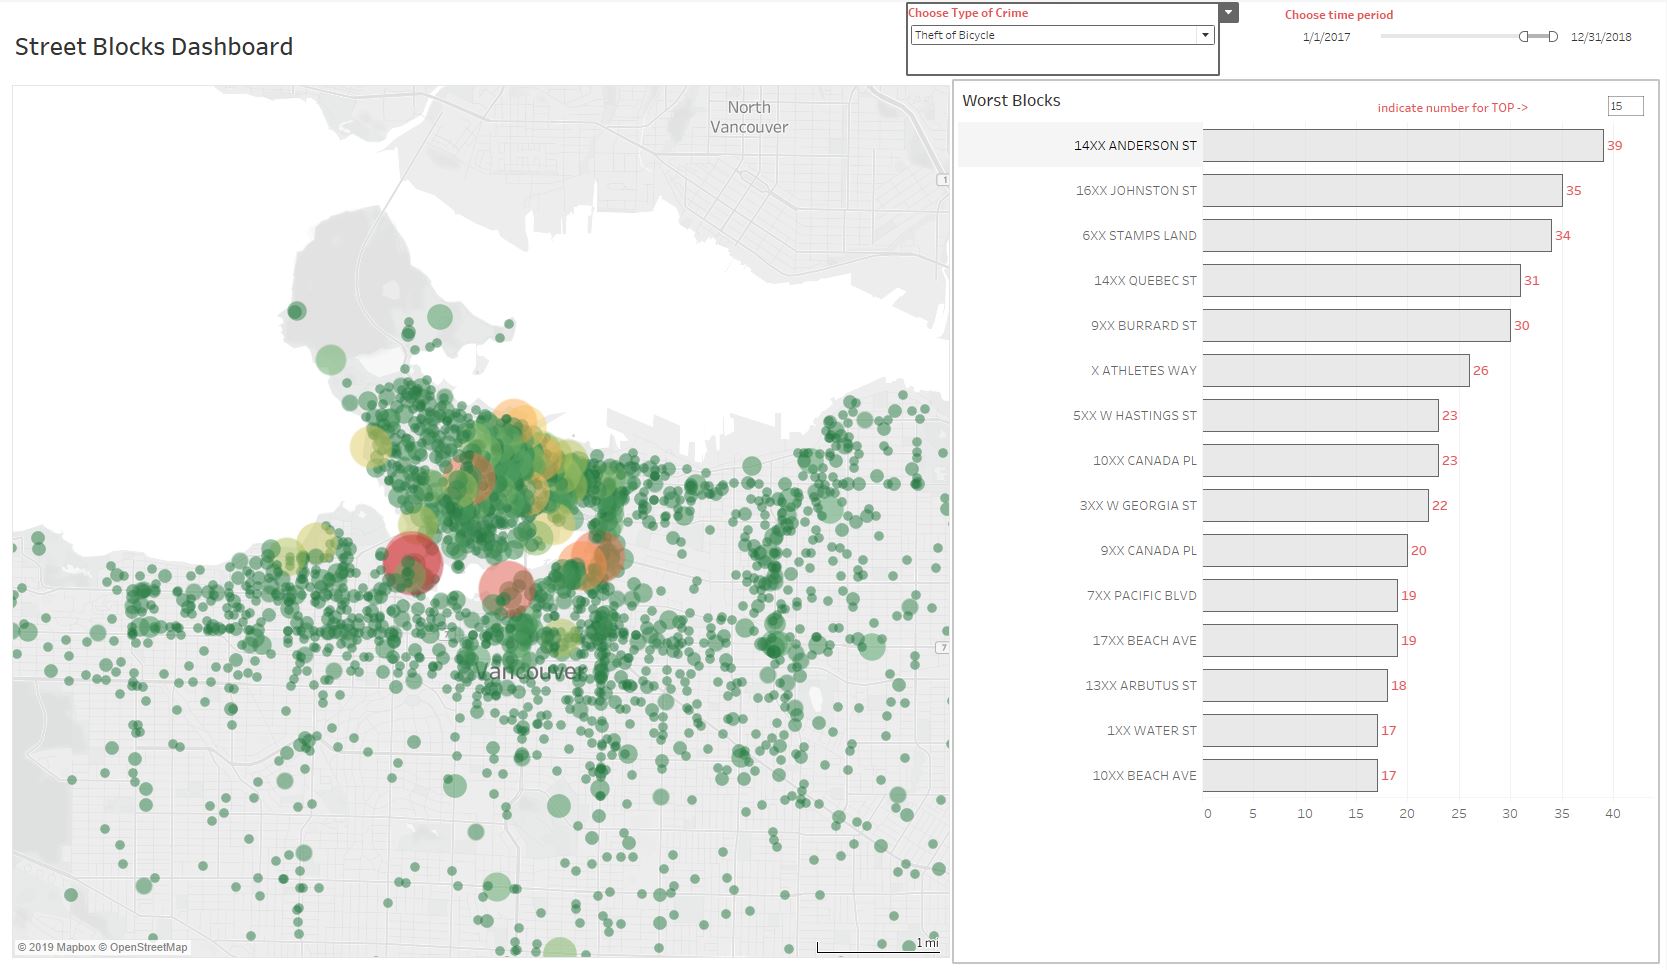 Choose Type of Crime
Theft of Bicycle
Choose time period
1/1/2017
12/31/2018
Street Blocks Dashboard
North
Vancouver
1
7
Vancouver
© 2019 Mapbox © OpenStreetMap
1 mi
Worst Blocks
indicate number for TOP ->
15
14XX ANDERSON ST 39
16XX JOHNSTON ST 35
6XX STAMPS LAND 34
14XX QUEBEC ST 31
9XX BURRARD ST 30
X ATHLETES WAY 26
5XX W HASTINGS ST 23
10XX CANADA PL 23
3XX W GEORGIA ST 22
9XX CANADA PL 20
7XX PACIFIC BLVD 19
17XX BEACH AVE 19
13XX ARBUTUS ST 18
1XX WATER ST 17
10XX BEACH AVE 17
0 5 10 15 20 25 30 35 40